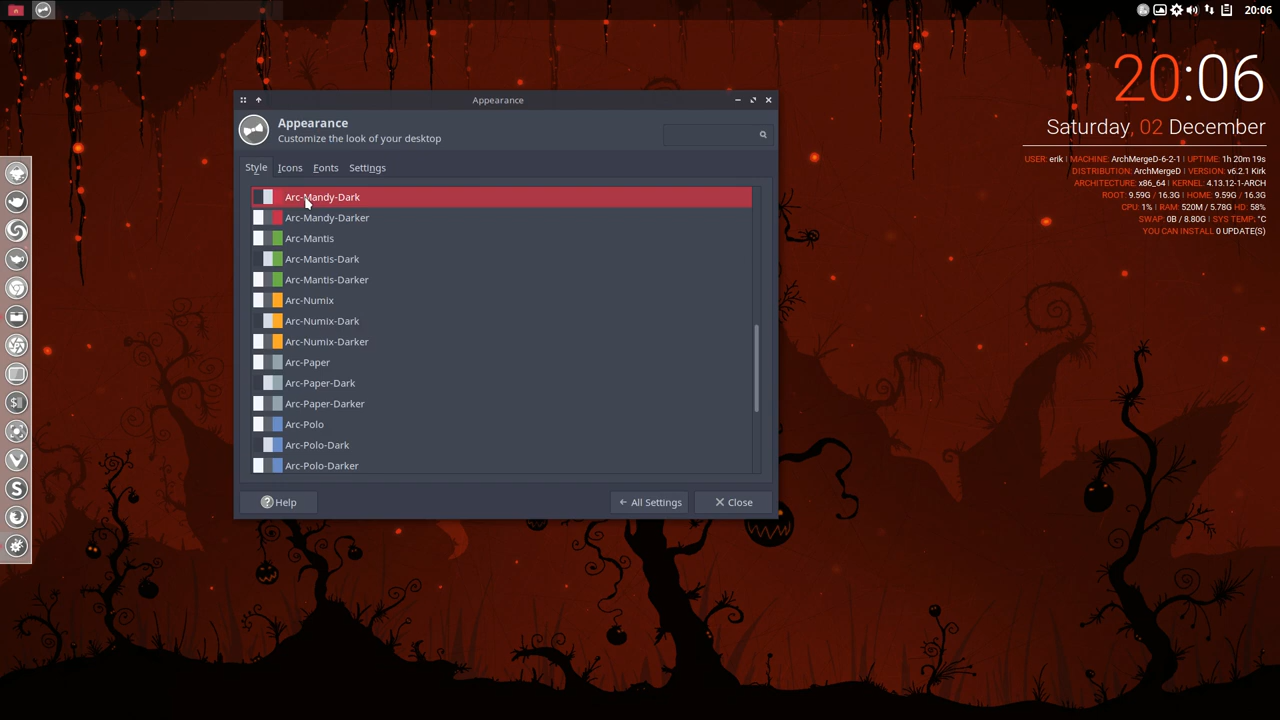 20:06
Appearance
Appearance
Customize the look of your desktop
Style Icons Fonts Settings
Arc-Mandy-Dark
Arc-Mandy-Darker
Arc-Mantis
Arc-Mantis-Dark
Arc-Mantis-Darker
Arc-Numix
Arc-Numix-Dark
Arc-Numix-Darker
Arc-Paper
Arc-Paper-Dark
Arc-Paper-Darker
Arc-Polo
Arc-Polo-Dark
Arc-Polo-Darker
Help
← All Settings
Close
20:06
Saturday, 02 December
USER: erik | MACHINE: ArchMergeD-6-2-1 | UPTIME: 1h 20m 19s
DISTRIBUTION: ArchMergeD | VERSION: v6.2.1 Kirk
ARCHITECTURE: x86_64 | KERNEL: 4.13.12-1-ARCH
ROOT: 9.59G / 16.3G | HOME: 9.59G / 16.3G
CPU: 1% | RAM: 520M / 5.78G HD: 58%
SWAP: 0B / 8.80G | SYS TEMP: °C
YOU CAN INSTALL 0 UPDATE(S)